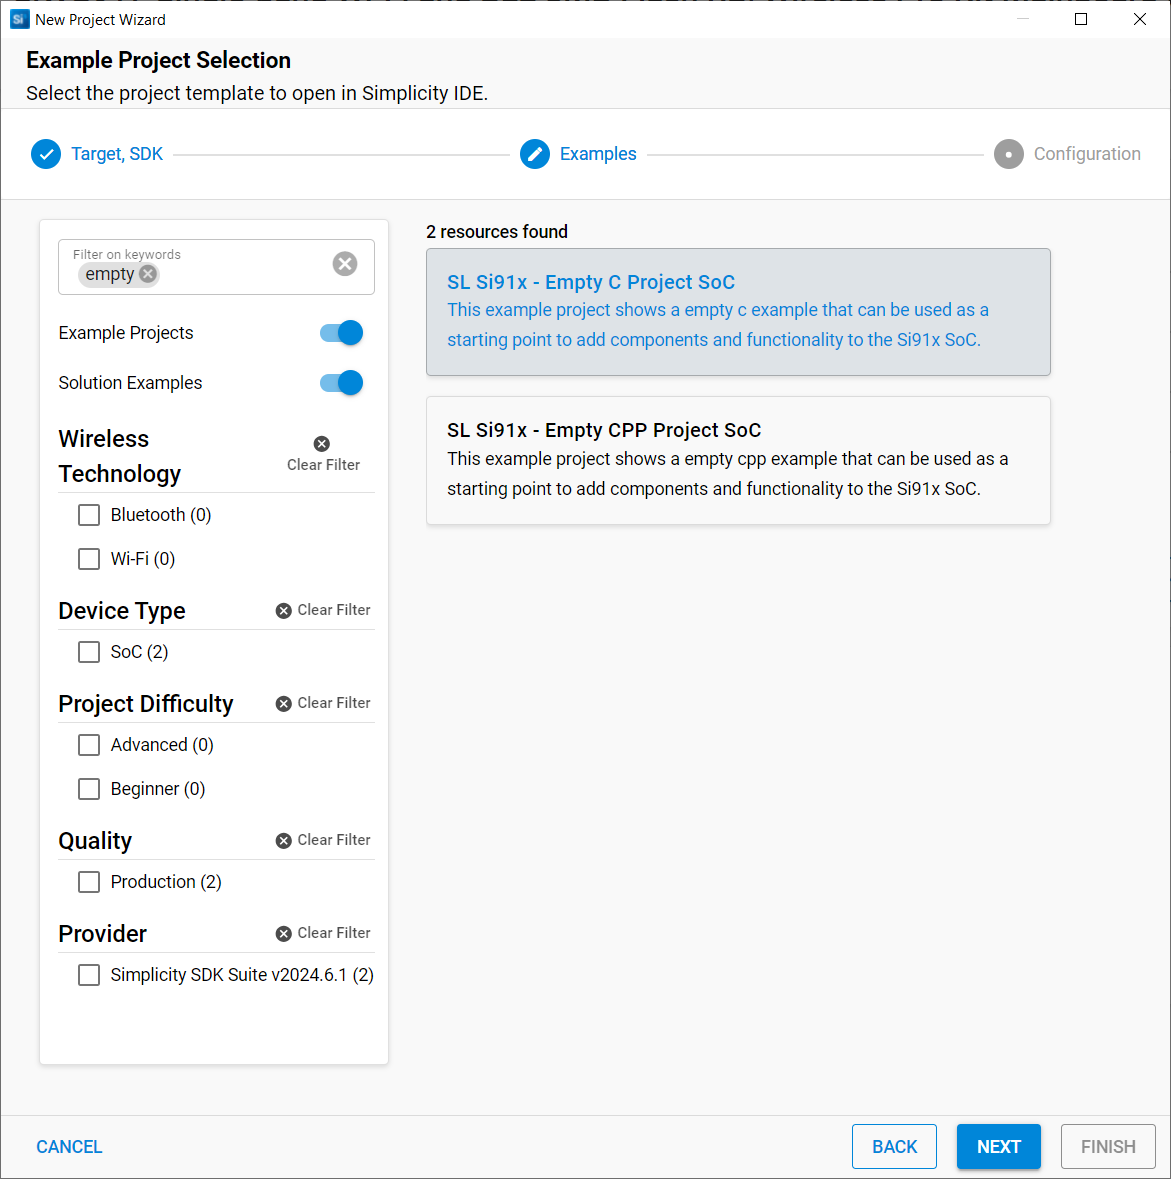 Si New Project Wizard
Example Project Selection
Select the project template to open in Simplicity IDE.
Target, SDK
Examples
Configuration
Filter on keywords
empty
Example Projects
Solution Examples
Wireless
Technology
Clear Filter
Bluetooth (0)
Wi-Fi (0)
Device Type
Clear Filter
SoC (2)
Project Difficulty
Clear Filter
Advanced (0)
Beginner (0)
Quality
Clear Filter
Production (2)
Provider
Clear Filter
Simplicity SDK Suite v2024.6.1 (2)
2 resources found
SL Si91x - Empty C Project SoC
This example project shows a empty c example that can be used as a
starting point to add components and functionality to the Si91x SoC.
SL Si91x - Empty CPP Project SoC
This example project shows a empty cpp example that can be used as a
starting point to add components and functionality to the Si91x SoC.
CANCEL
BACK
NEXT
FINISH